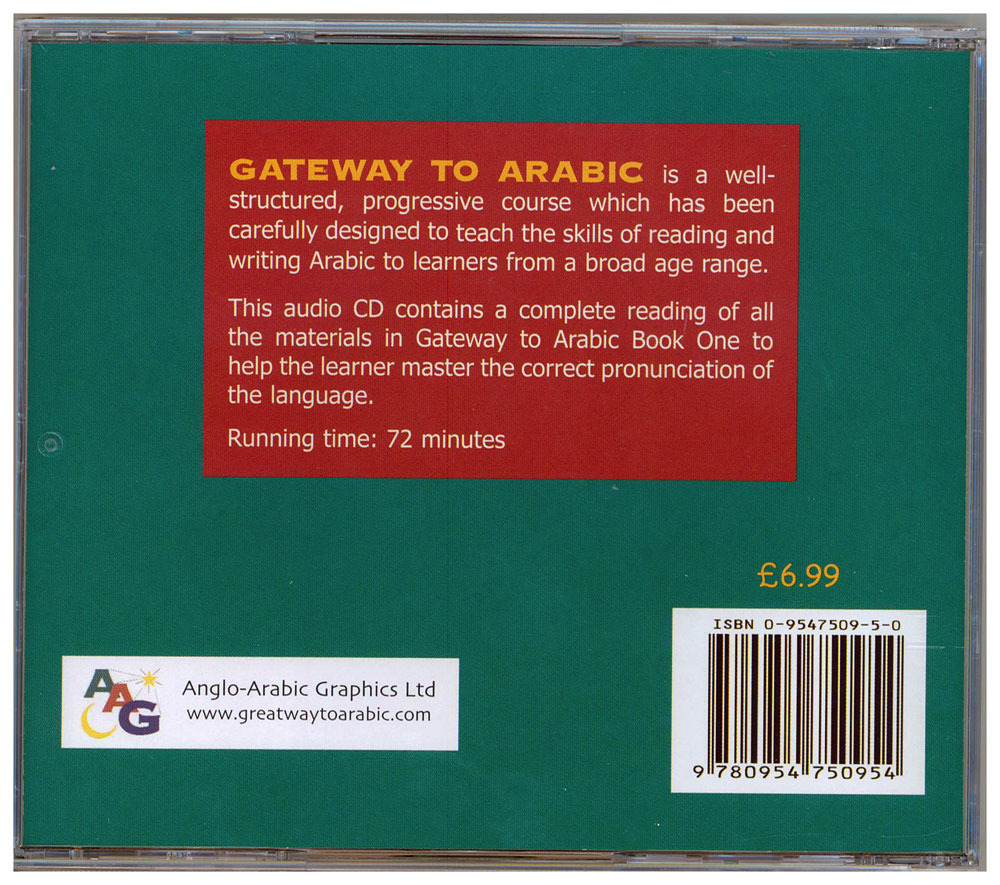 GATEWAY TO ARABIC is a well-
structured, progressive course which has been
carefully designed to teach the skills of reading and
writing Arabic to learners from a broad age range.
This audio CD contains a complete reading of all
the materials in Gateway to Arabic Book One to
help the learner master the correct pronunciation of
the language.
Running time: 72 minutes
£6.99
ISBN 0-9547509-5-0
9 780954 750954
AAG
Anglo-Arabic Graphics Ltd
www.greatwaytoarabic.com